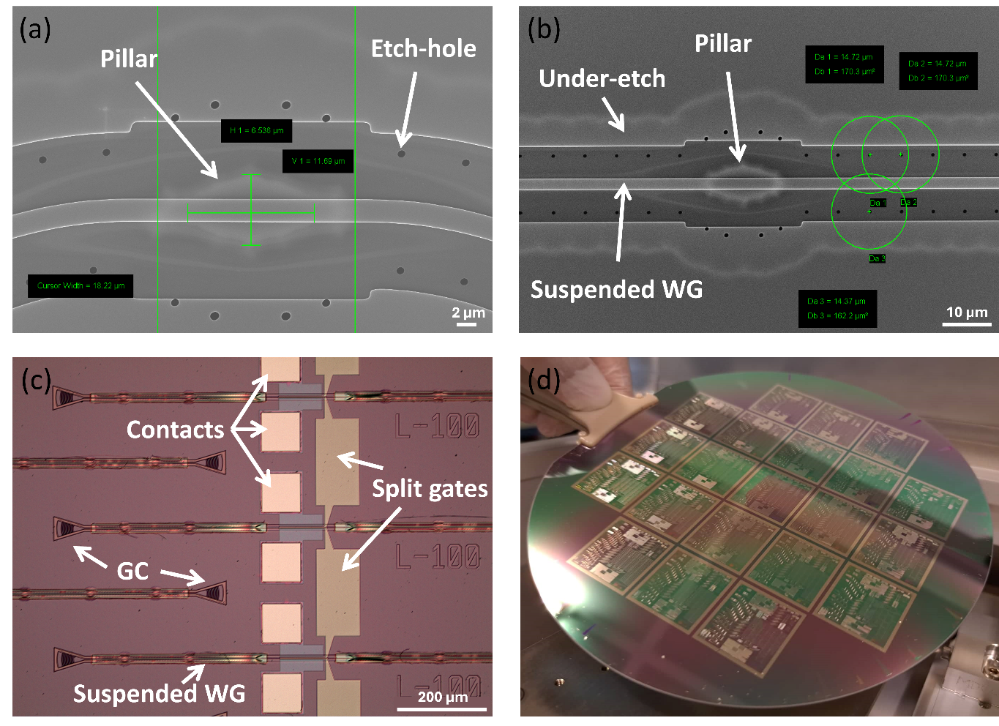 (a)
Pillar
Etch-hole
H 1 = 6.536 µm
V 1 = 11.69 µm
Cursor Width = 18.22 µm
2 µm
(b)
Pillar
Under-etch
Da 1 = 14.72 µm
Db 1 = 170.3 µm²
Da 2 = 14.72 µm
Db 2 = 170.3 µm²
Da 1
Da 2
Da 3
Suspended WG
Da 3 = 14.37 µm
Db 3 = 162.2 µm²
10 µm
(c)
Contacts
L-100
Split gates
L-100
GC
L-100
Suspended WG
200 µm
(d)